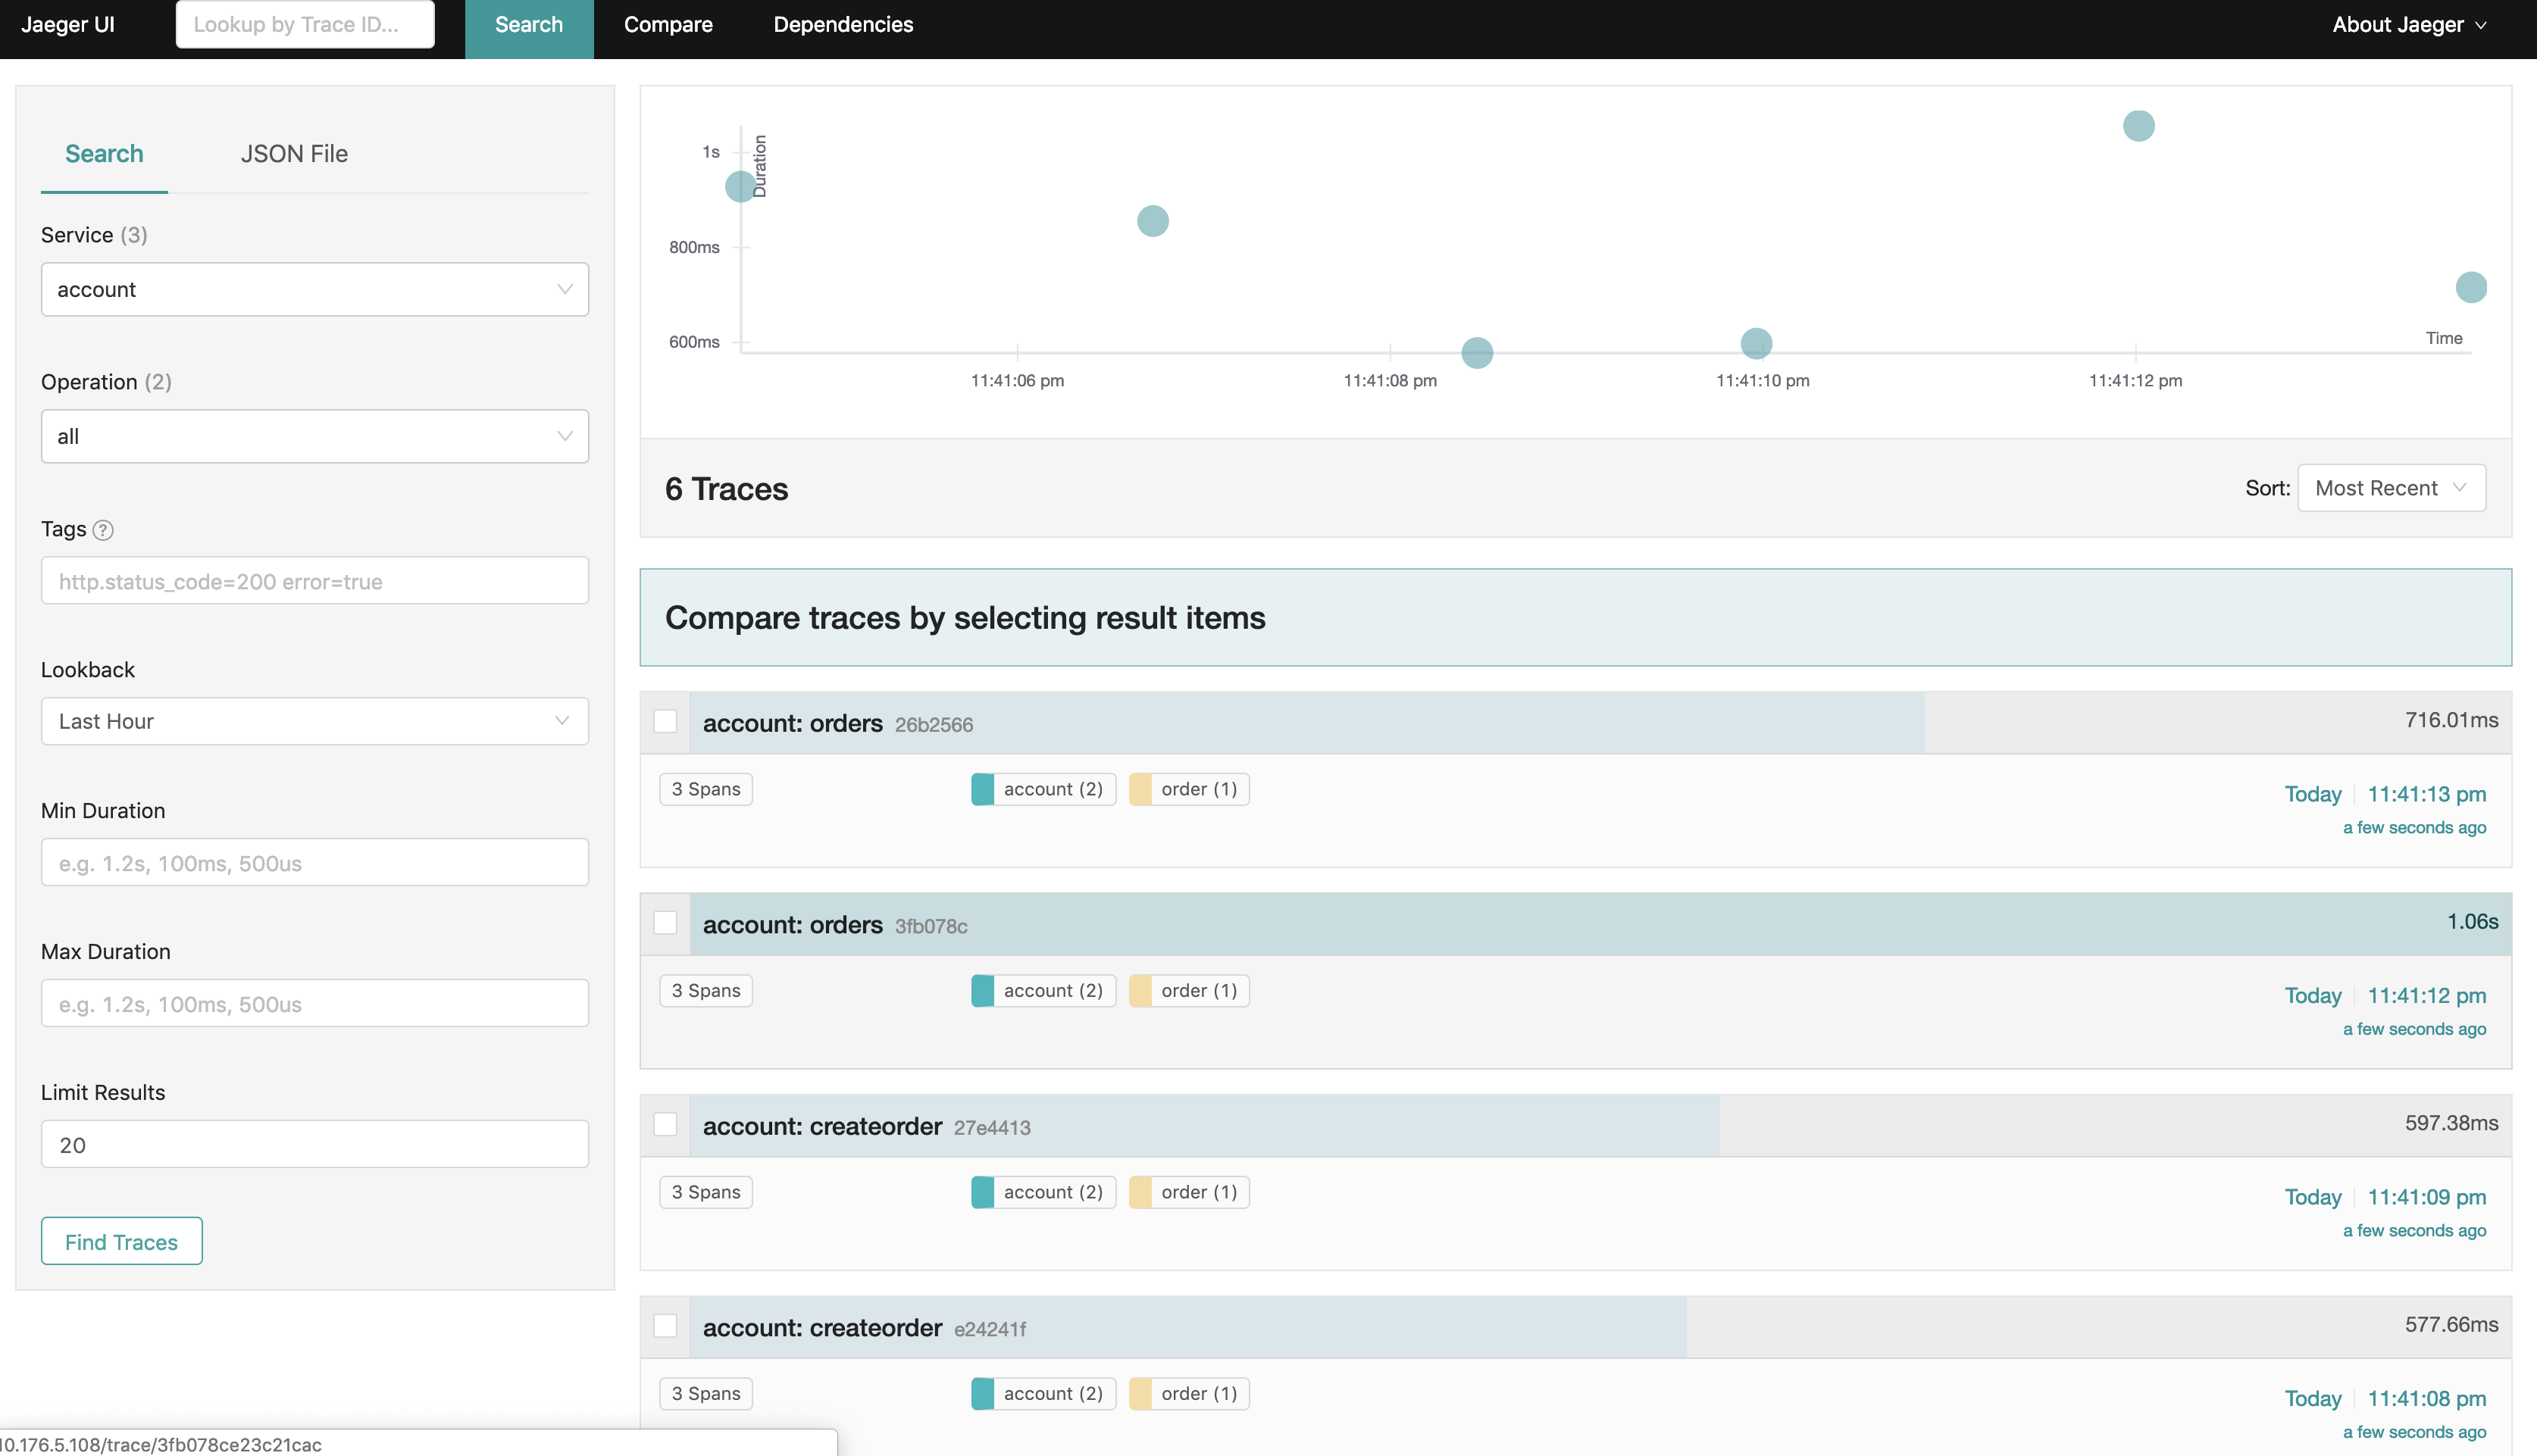 Jaeger UI
Lookup by Trace ID...
Search
Compare
Dependencies
About Jaeger
Search
JSON File
Service (3)
account
Operation (2)
all
Tags ?
http.status_code=200 error=true
Lookback
Last Hour
Min Duration
e.g. 1.2s, 100ms, 500us
Max Duration
e.g. 1.2s, 100ms, 500us
Limit Results
20
Find Traces
Duration
1s
800ms
600ms
Time
11:41:06 pm
11:41:08 pm
11:41:10 pm
11:41:12 pm
6 Traces
Sort: Most Recent
Compare traces by selecting result items
account: orders 26b2566
716.01ms
3 Spans
account (2)
order (1)
Today 11:41:13 pm
a few seconds ago
account: orders 3fb078c
1.06s
3 Spans
account (2)
order (1)
Today 11:41:12 pm
a few seconds ago
account: createorder 27e4413
597.38ms
3 Spans
account (2)
order (1)
Today 11:41:09 pm
a few seconds ago
account: createorder e24241f
577.66ms
3 Spans
account (2)
order (1)
Today 11:41:08 pm
a few seconds ago
10.176.5.108/trace/3fb078ce23c21cac